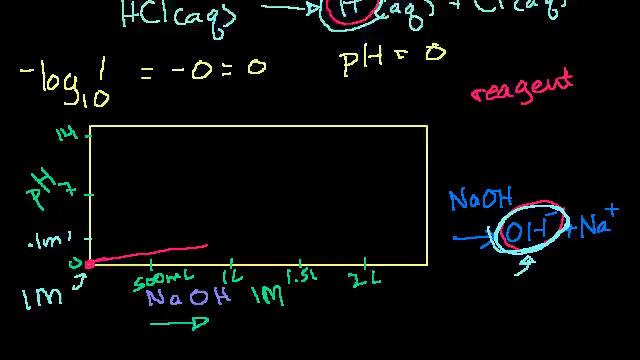 HCl(aq) → H⁺(aq) + Cl⁻(aq)
-log₁₀ 1 = -0 = 0
pH = 0
reagent
14
pH 7
.1M
0
500mL 1L 1.5L 2L
1M NaOH 1M
NaOH
→ OH⁻ + Na⁺